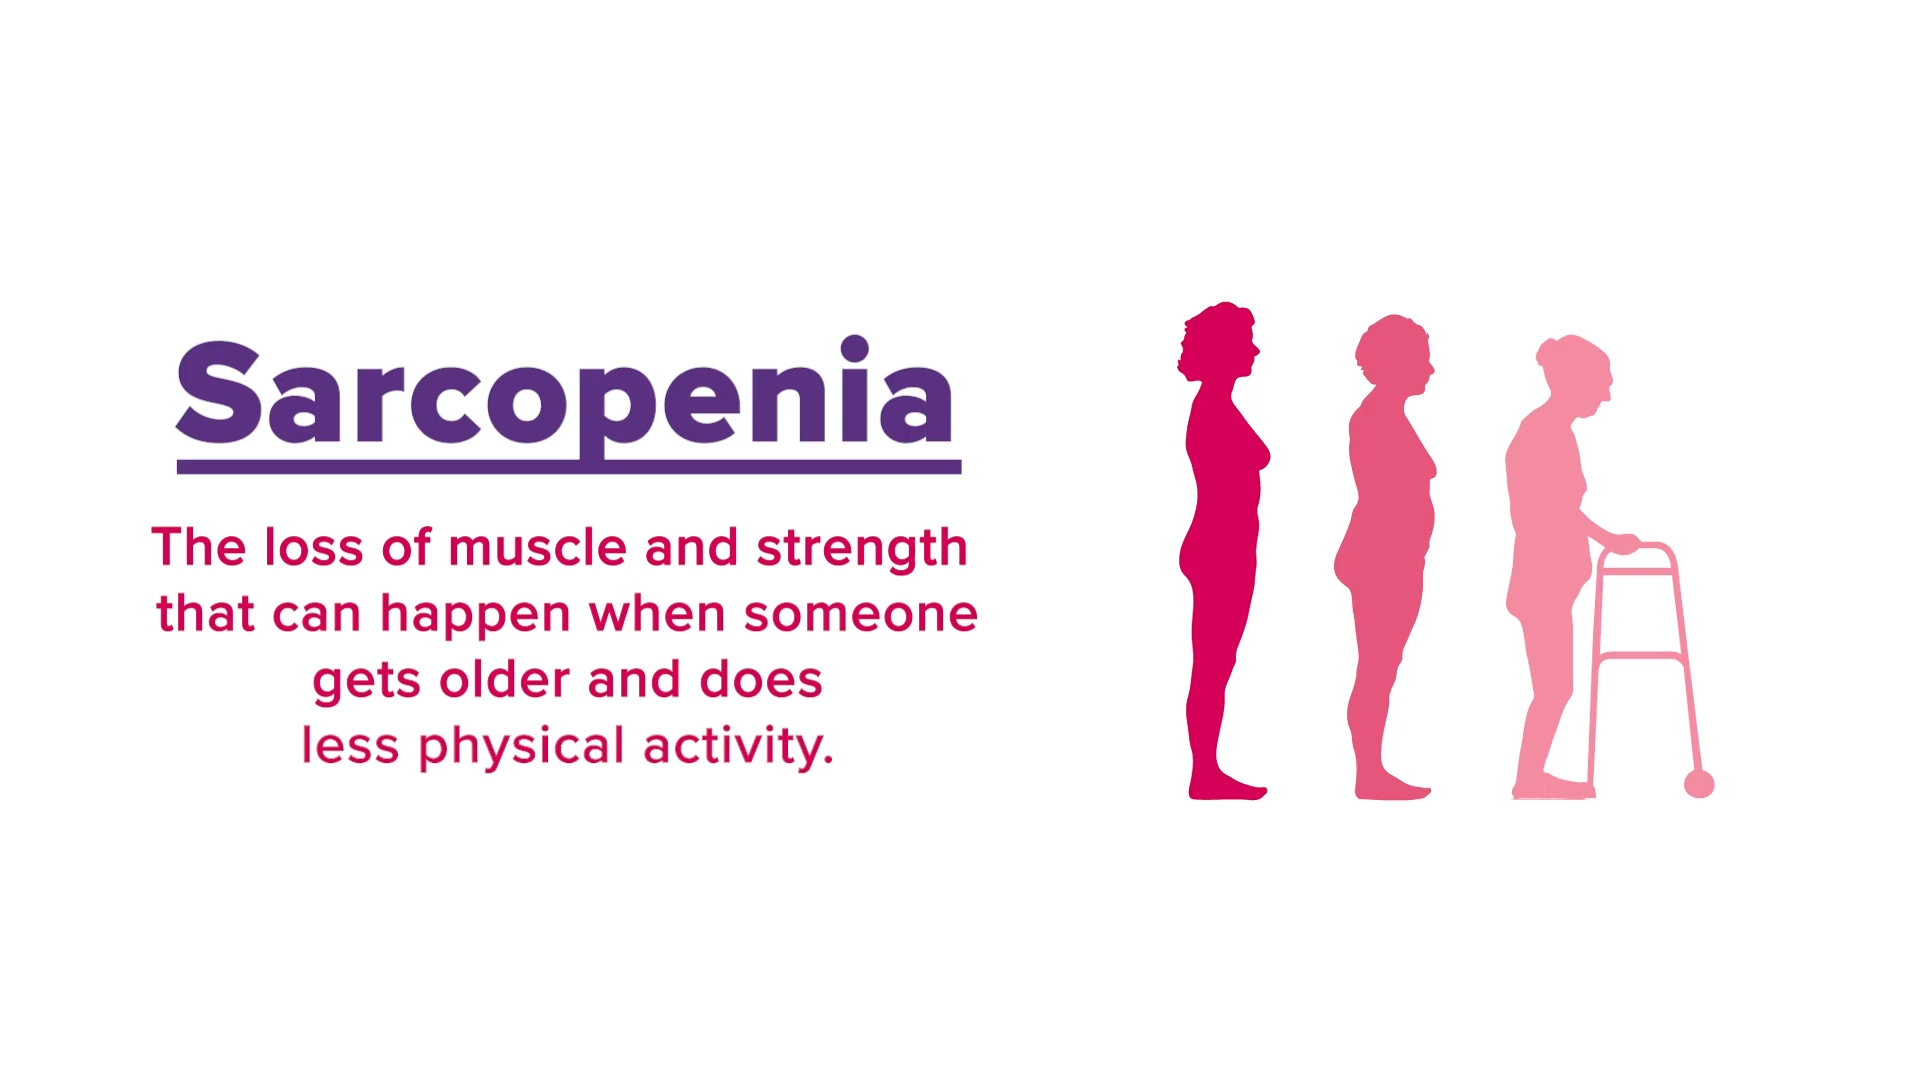 Sarcopenia
The loss of muscle and strength
that can happen when someone
gets older and does
less physical activity.